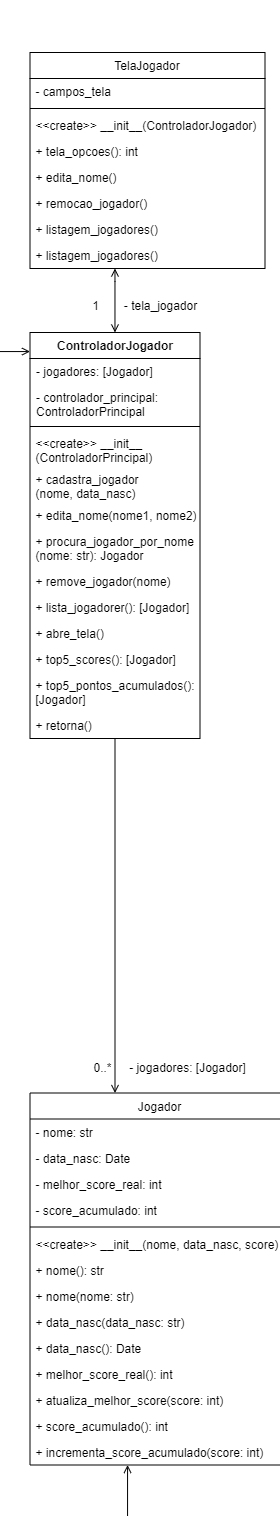 TelaJogador
- campos_tela
<<create>> __init__(ControladorJogador)
+ tela_opcoes(): int
+ edita_nome()
+ remocao_jogador()
+ listagem_jogadores()
+ listagem_jogadores()
1 - tela_jogador
ControladorJogador
- jogadores: [Jogador]
- controlador_principal:
ControladorPrincipal
<<create>> __init__
(ControladorPrincipal)
+ cadastra_jogador
(nome, data_nasc)
+ edita_nome(nome1, nome2)
+ procura_jogador_por_nome
(nome: str): Jogador
+ remove_jogador(nome)
+ lista_jogadorer(): [Jogador]
+ abre_tela()
+ top5_scores(): [Jogador]
+ top5_pontos_acumulados():
[Jogador]
+ retorna()
0..* - jogadores: [Jogador]
Jogador
- nome: str
- data_nasc: Date
- melhor_score_real: int
- score_acumulado: int
<<create>> __init__(nome, data_nasc, score)
+ nome(): str
+ nome(nome: str)
+ data_nasc(data_nasc: str)
+ data_nasc(): Date
+ melhor_score_real(): int
+ atualiza_melhor_score(score: int)
+ score_acumulado(): int
+ incrementa_score_acumulado(score: int)